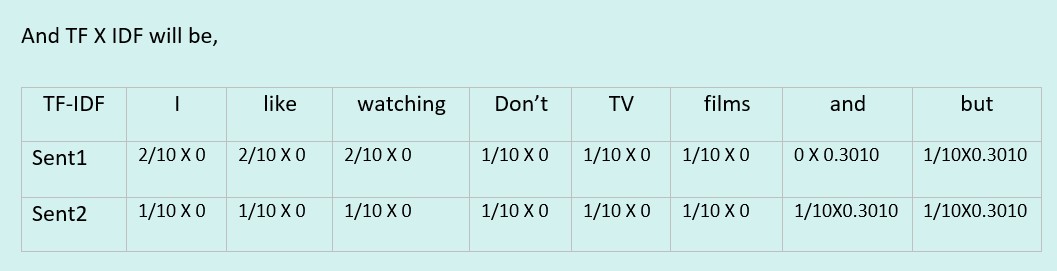 And TF X IDF will be,
TF-IDF I like watching Don't TV films and but
Sent1 2/10 X 0 2/10 X 0 2/10 X 0 1/10 X 0 1/10 X 0 1/10 X 0 0 X 0.3010 1/10X0.3010
Sent2 1/10 X 0 1/10 X 0 1/10 X 0 1/10 X 0 1/10 X 0 1/10 X 0 1/10X0.3010 1/10X0.3010